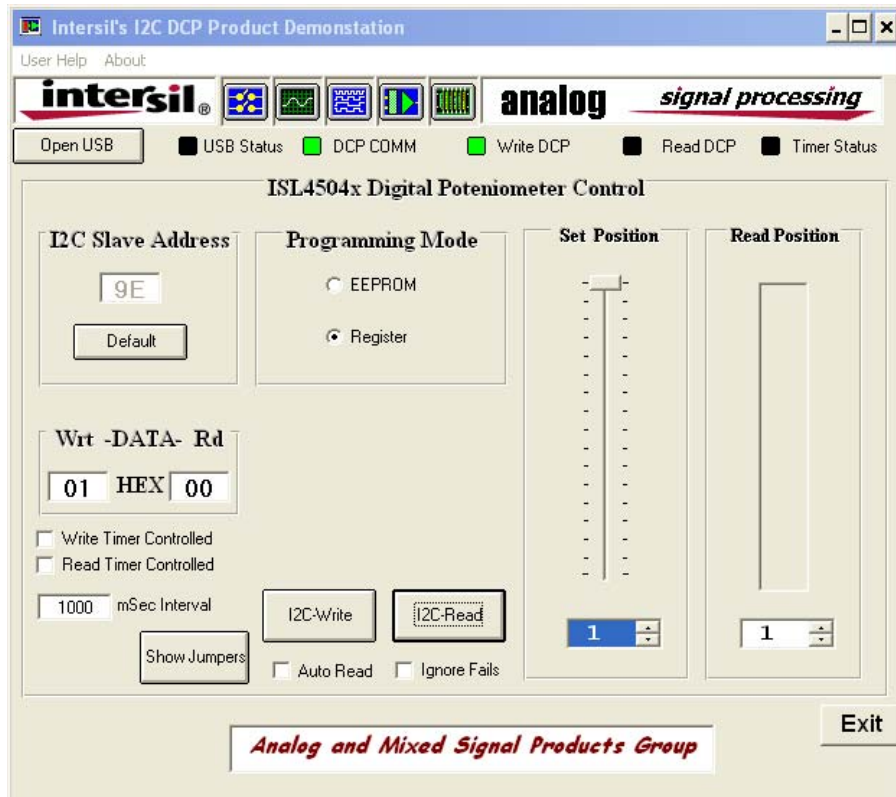 Intersil's I2C DCP Product Demonstation
User Help About
intersil® analog signal processing
Open USB USB Status DCP COMM Write DCP Read DCP Timer Status
ISL4504x Digital Poteniometer Control
I2C Slave Address
9E
Default
Programming Mode
EEPROM
Register
Set Position
1
Read Position
1
Wrt -DATA- Rd
01 HEX 00
Write Timer Controlled
Read Timer Controlled
1000 mSec Interval
Show Jumpers
I2C-Write I2C-Read
Auto Read Ignore Fails
Exit
Analog and Mixed Signal Products Group